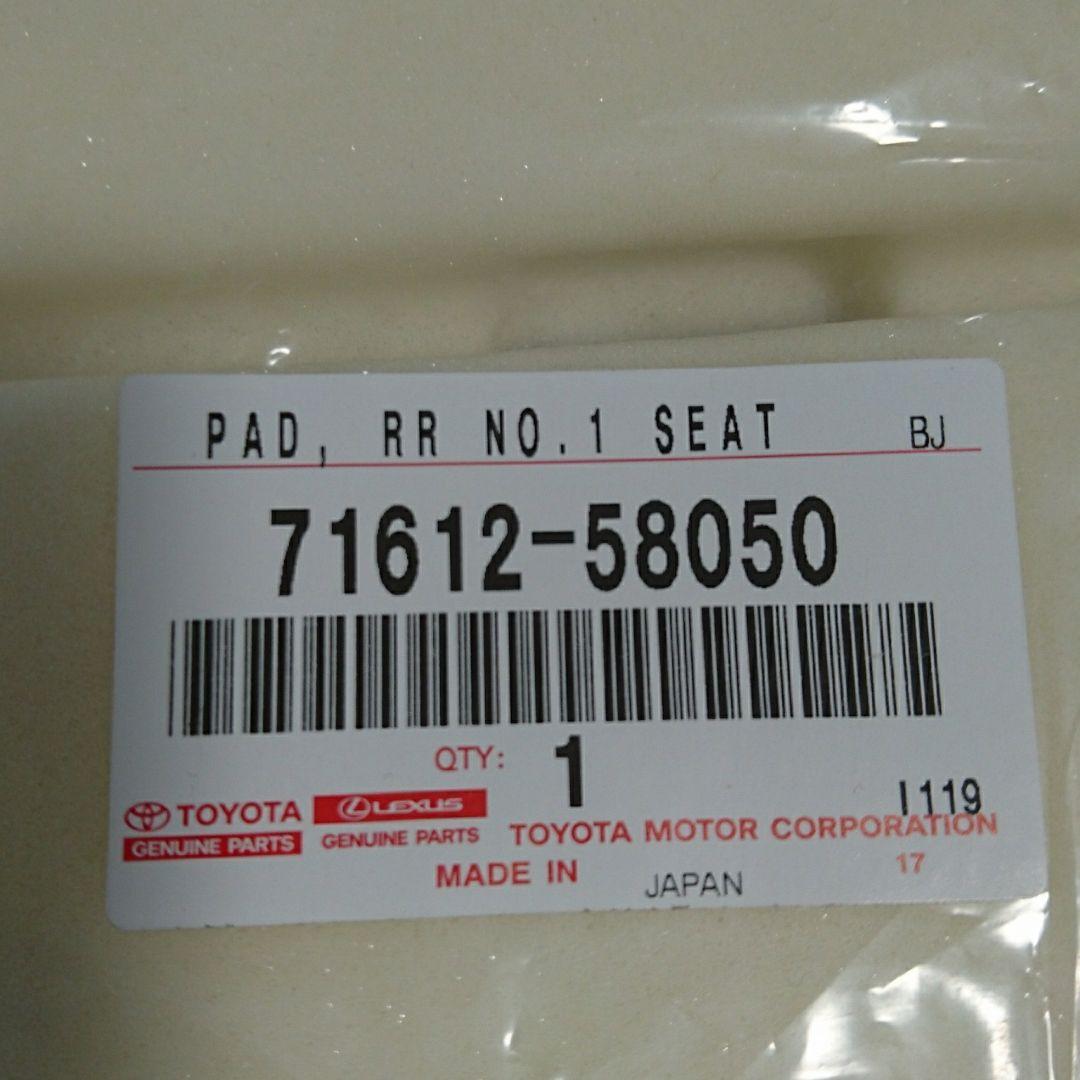 PAD, RR NO.1 SEAT BJ
71612-58050
QTY: 1
I119
TOYOTA LEXUS
GENUINE PARTS GENUINE PARTS TOYOTA MOTOR CORPORATION
MADE IN JAPAN 17